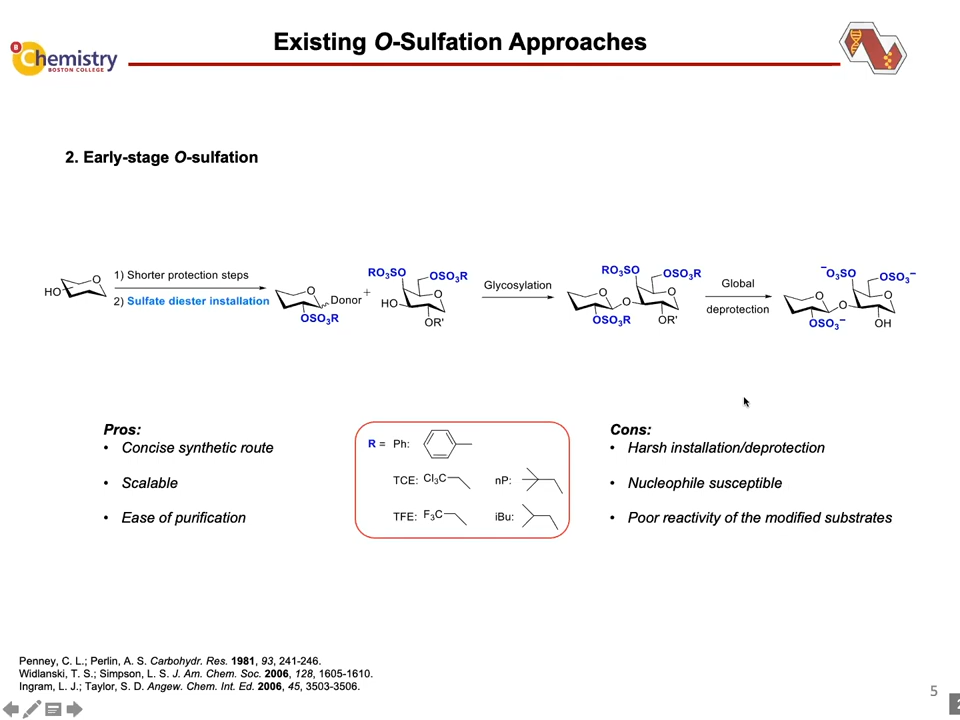 Existing O-Sulfation Approaches
B
Chemistry
BOSTON COLLEGE
2. Early-stage O-sulfation
HO
O
1) Shorter protection steps
2) Sulfate diester installation
O
Donor
OSO3R
+
RO3SO
OSO3R
O
HO
OR'
Glycosylation
RO3SO
OSO3R
O
O
O
OSO3R
OR'
Global
deprotection
−O3SO
OSO3−
O
O
O
OSO3−
OH
Pros:
• Concise synthetic route
• Scalable
• Ease of purification
R = Ph:
TCE: Cl3C
nP:
TFE: F3C
iBu:
Cons:
• Harsh installation/deprotection
• Nucleophile susceptible
• Poor reactivity of the modified substrates
Penney, C. L.; Perlin, A. S. Carbohydr. Res. 1981, 93, 241-246.
Widlanski, T. S.; Simpson, L. S. J. Am. Chem. Soc. 2006, 128, 1605-1610.
Ingram, L. J.; Taylor, S. D. Angew. Chem. Int. Ed. 2006, 45, 3503-3506.
5